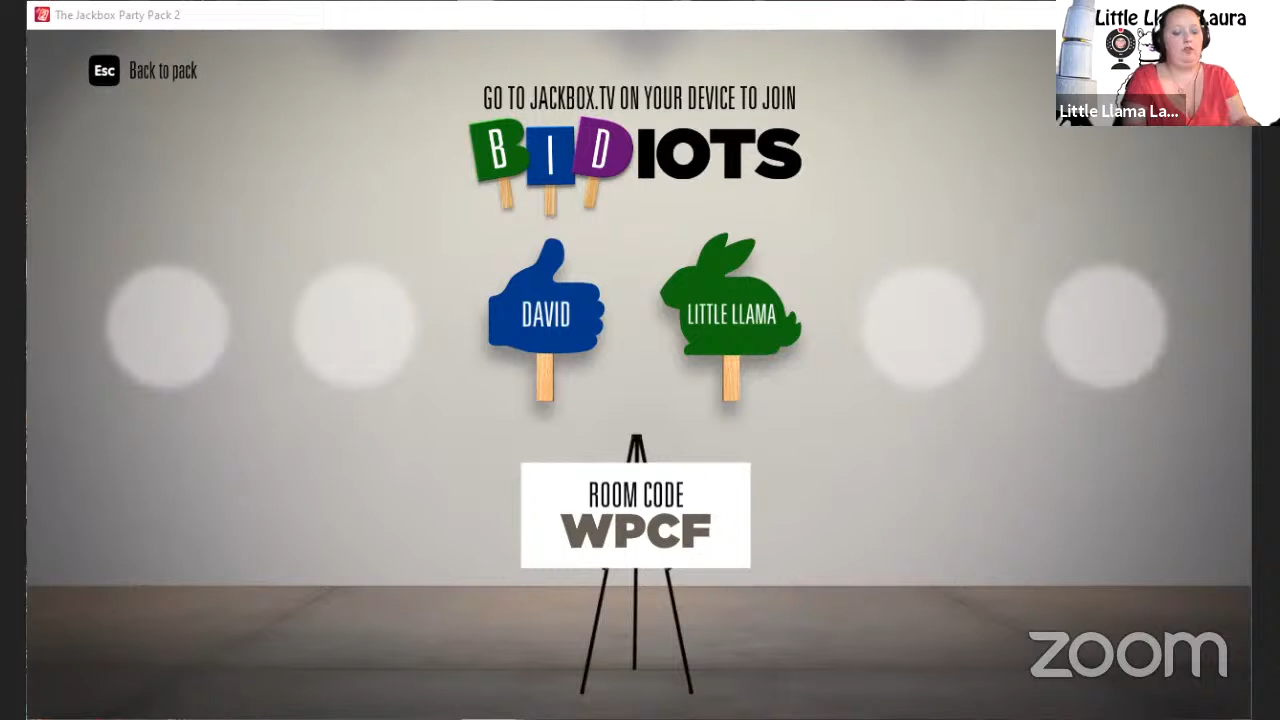 The Jackbox Party Pack 2
Little Ll Laura
Little Llama La...
Esc Back to pack
GO TO JACKBOX.TV ON YOUR DEVICE TO JOIN
BIDIOTS
DAVID
LITTLE LLAMA
ROOM CODE
WPCF
zoom